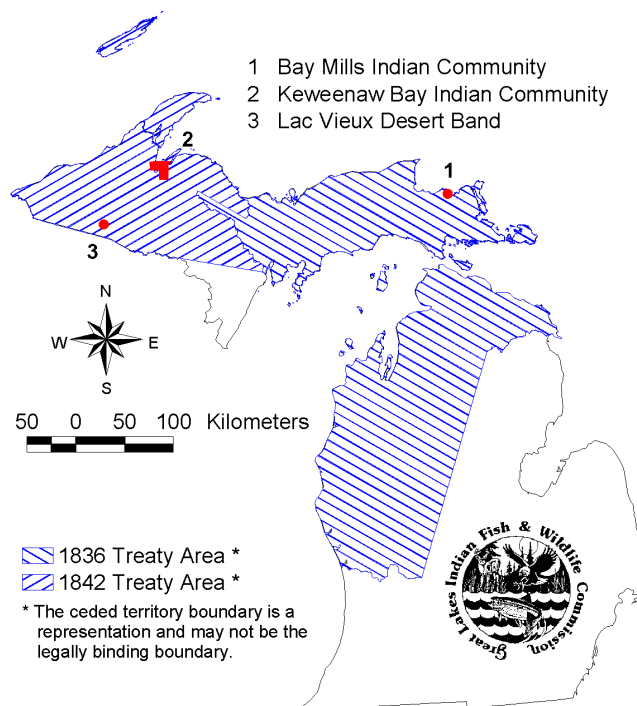 1 Bay Mills Indian Community
2 Keweenaw Bay Indian Community
3 Lac Vieux Desert Band
2
1
3
N
W E
S
50 0 50 100 Kilometers
1836 Treaty Area *
1842 Treaty Area *
* The ceded territory boundary is a
representation and may not be the
legally binding boundary.
Great Lakes Indian Fish & Wildlife Commission